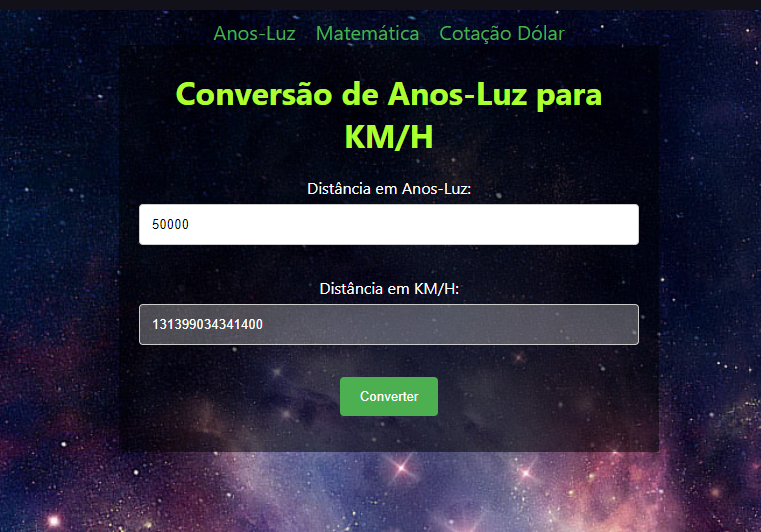 Anos-Luz Matemática Cotação Dólar
Conversão de Anos-Luz para
KM/H
Distância em Anos-Luz:
50000
Distância em KM/H:
131399034341400
Converter